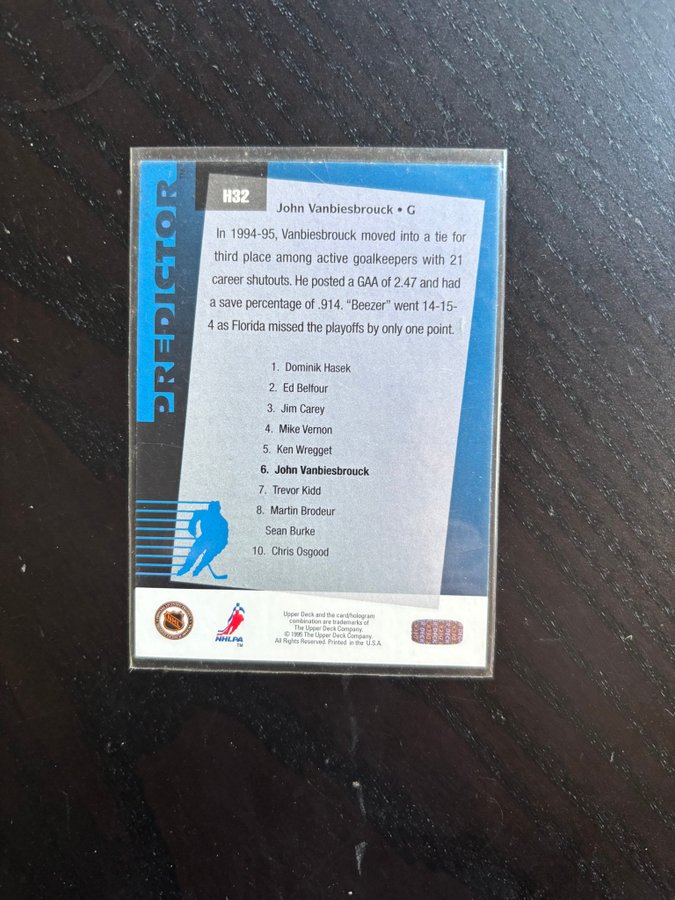 PREDICTOR™
H32
John Vanbiesbrouck • G
In 1994-95, Vanbiesbrouck moved into a tie for
third place among active goalkeepers with 21
career shutouts. He posted a GAA of 2.47 and had
a save percentage of .914. "Beezer" went 14-15-
4 as Florida missed the playoffs by only one point.
1. Dominik Hasek
2. Ed Belfour
3. Jim Carey
4. Mike Vernon
5. Ken Wregget
6. John Vanbiesbrouck
7. Trevor Kidd
8. Martin Brodeur
Sean Burke
10. Chris Osgood
NHL
NHLPA
TM
Upper Deck and the card/hologram
combination are trademarks of
The Upper Deck Company.
© 1995 The Upper Deck Company.
All Rights Reserved. Printed in the U.S.A.